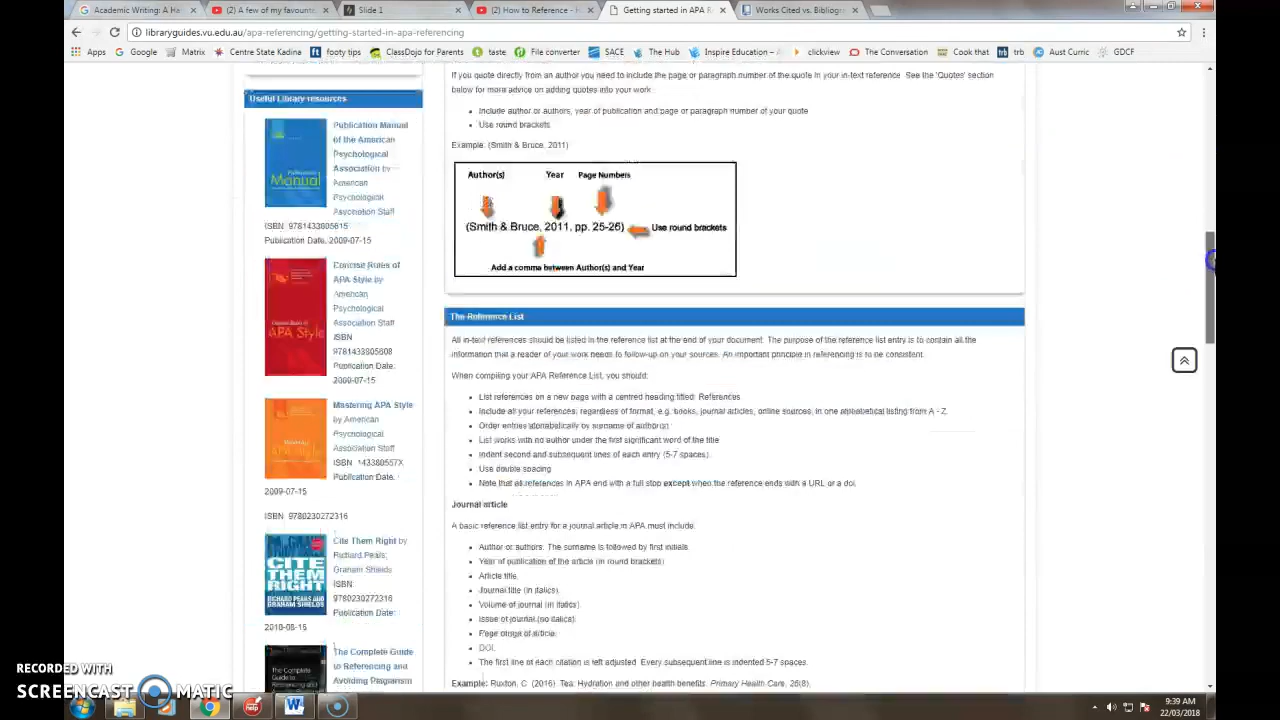 Academic Writing: A Ha
(2) A few of my favourit
Slide 1
(2) How to Reference - H
Getting started in APA R
Works Cited vs. Bibliogr
libraryguides.vu.edu.au/apa-referencing/getting-started-in-apa-referencing
Apps Google Matrix Centre State Kadina footy tips ClassDojo for Parents taste File converter SACE The Hub Inspire Education - A clickview The Conversation Cook that trb Aust Curric GDCF
Useful Library resources
Publication Manual
of the American
Psychological
Association by
American
Psychological
Association Staff
ISBN: 9781433805615
Publication Date: 2009-07-15
Concise Rules of
APA Style by
American
Psychological
Association Staff
ISBN:
9781433805608
Publication Date:
2009-07-15
Mastering APA Style
by American
Psychological
Association Staff
ISBN: 143380557X
Publication Date:
2009-07-15
ISBN: 9780230272316
Cite Them Right by
Richard Pears;
Graham Shields
ISBN:
9780230272316
Publication Date:
2010-08-15
The Complete Guide
to Referencing and
Avoiding Plagiarism
Manual
APA Style
CITE
THEM
RIGHT
RICHARD PEARS AND
GRAHAM SHIELDS
The Complete
Guide to Referencing
If you quote directly from an author you need to include the page or paragraph number of the quote in your in-text reference. See the 'Quotes' section
below for more advice on adding quotes into your work.
Include author or authors, year of publication and page or paragraph number of your quote
Use round brackets.
Example: (Smith & Bruce, 2011)
Author(s) Year Page Numbers
(Smith & Bruce, 2011, pp. 25-26) Use round brackets
Add a comma between Author(s) and Year
The Reference List
All in-text references should be listed in the reference list at the end of your document. The purpose of the reference list entry is to contain all the
information that a reader of your work needs to follow-up on your sources. An important principle in referencing is to be consistent.
When compiling your APA Reference List, you should:
List references on a new page with a centred heading titled: References
Include all your references, regardless of format, e.g. books, journal articles, online sources, in one alphabetical listing from A - Z.
Order entries alphabetically by surname of author(s)
List works with no author under the first significant word of the title
Indent second and subsequent lines of each entry (5-7 spaces).
Use double spacing
Note that all references in APA end with a full stop except when the reference ends with a URL or a doi.
Journal article
A basic reference list entry for a journal article in APA must include:
Author or authors. The surname is followed by first initials.
Year of publication of the article (in round brackets).
Article title.
Journal title (in italics).
Volume of journal (in italics).
Issue of journal (no italics).
Page range of article.
DOI.
The first line of each citation is left adjusted. Every subsequent line is indented 5-7 spaces.
Example: Ruxton, C. (2016). Tea: Hydration and other health benefits. Primary Health Care, 26(8),
RECORDED WITH
SCREENCAST MATIC
9:39 AM
22/03/2018